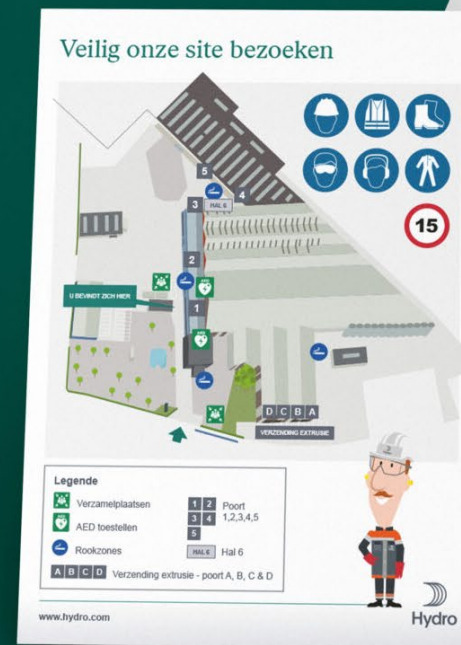 Veilig onze site bezoeken
5
4
3
HAL 6
15
2
AED
U BEVINDT ZICH HIER
1
AED
D C B A
VERZENDING EXTRUSIE
Legende
Verzamelplaatsen
AED toestellen
Rookzones
1 2 3 4 5
Poort
1,2,3,4,5
HAL 6 Hal 6
A B C D Verzending extrusie - poort A, B, C & D
www.hydro.com
Hydro